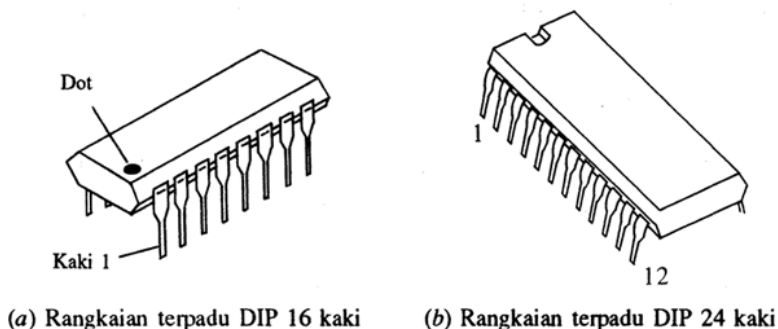 Dot
Kaki 1
1
12
(a) Rangkaian terpadu DIP 16 kaki
(b) Rangkaian terpadu DIP 24 kaki